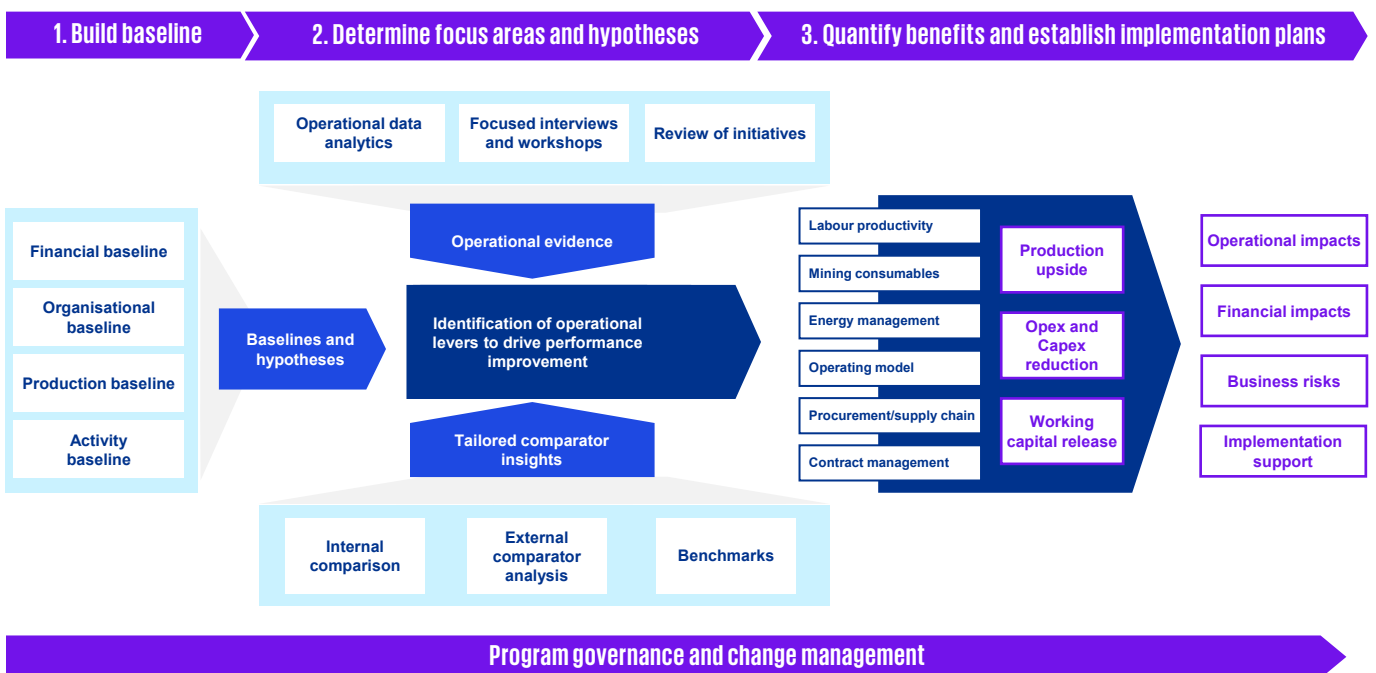 1. Build baseline
2. Determine focus areas and hypotheses
3. Quantify benefits and establish implementation plans
Operational data
analytics
Focused interviews
and workshops
Review of initiatives
Operational evidence
Financial baseline
Organisational
baseline
Production baseline
Activity
baseline
Baselines and
hypotheses
Identification of operational
levers to drive performance
improvement
Tailored comparator
insights
Internal
comparison
External
comparator
analysis
Benchmarks
Labour productivity
Mining consumables
Energy management
Operating model
Procurement/supply chain
Contract management
Production
upside
Opex and
Capex
reduction
Working
capital release
Operational impacts
Financial impacts
Business risks
Implementation
support
Program governance and change management